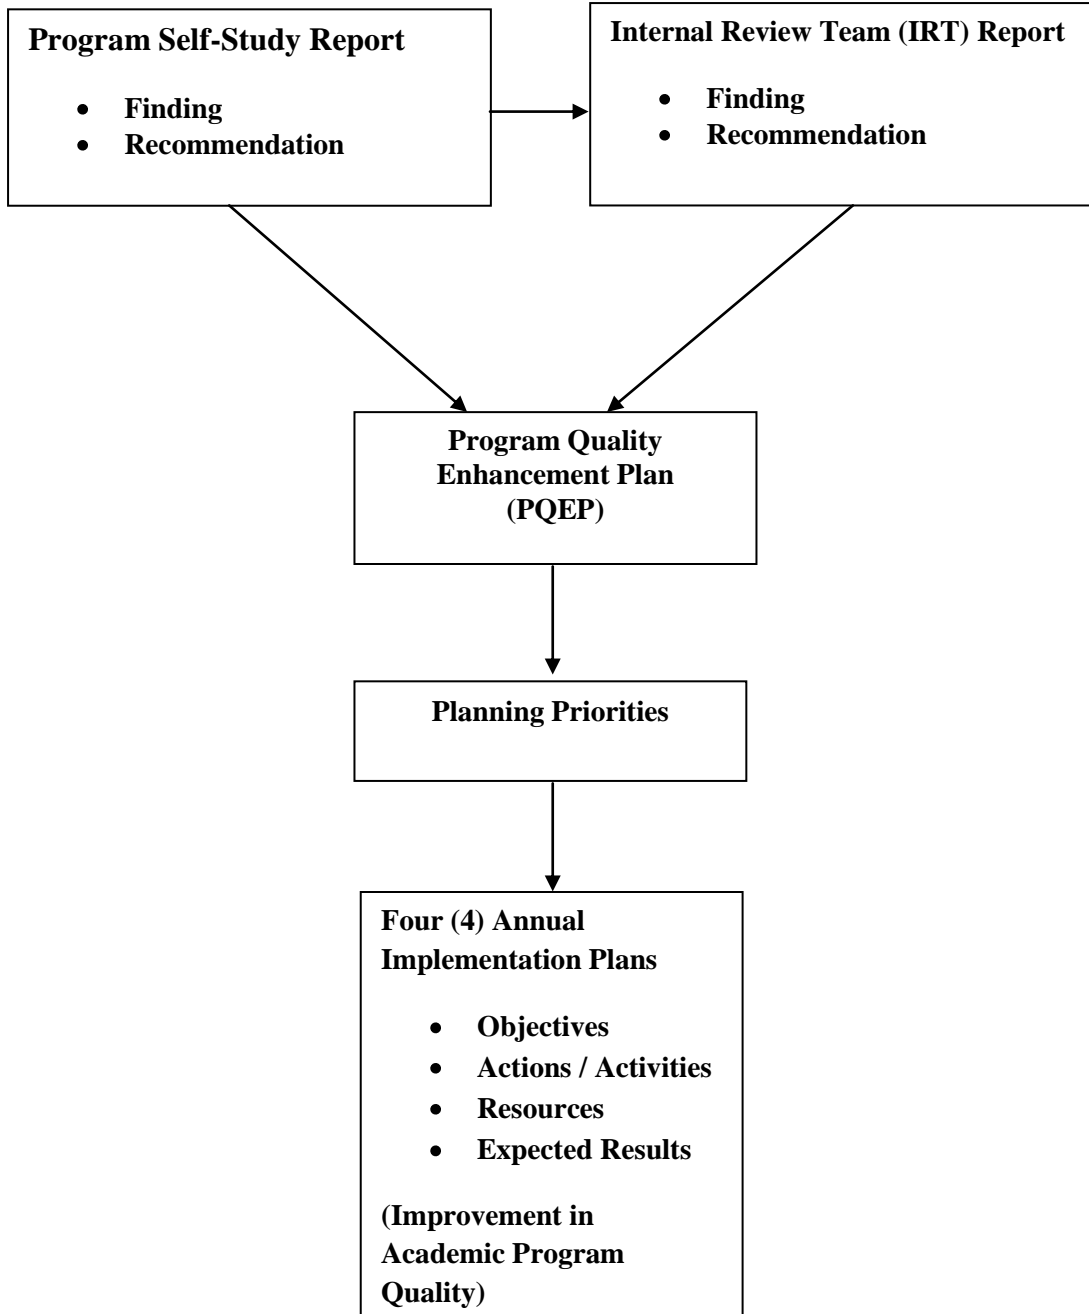 Program Self-Study Report
• Finding
• Recommendation
Internal Review Team (IRT) Report
• Finding
• Recommendation
Program Quality
Enhancement Plan
(PQEP)
Planning Priorities
Four (4) Annual
Implementation Plans
• Objectives
• Actions / Activities
• Resources
• Expected Results
(Improvement in
Academic Program
Quality)